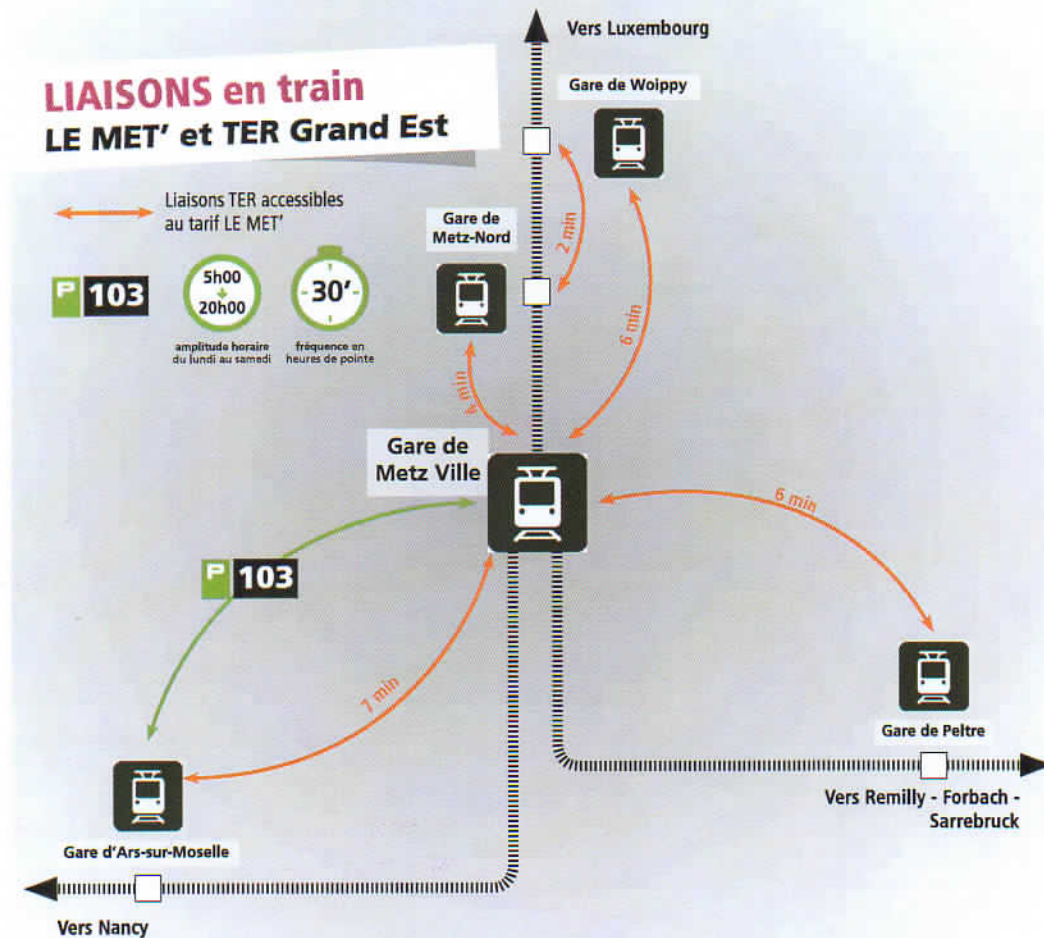 LIAISONS en train
LE MET' et TER Grand Est
Liaisons TER accessibles
au tarif LE MET'
P 103
5h00
20h00
amplitude horaire
du lundi au samedi
30'
fréquence en
heures de pointe
Vers Luxembourg
Gare de Woippy
Gare de
Metz-Nord
2 min
6 min
4 min
Gare de
Metz Ville
6 min
P 103
7 min
Gare de Peltre
Vers Remilly - Forbach -
Sarrebruck
Gare d'Ars-sur-Moselle
Vers Nancy